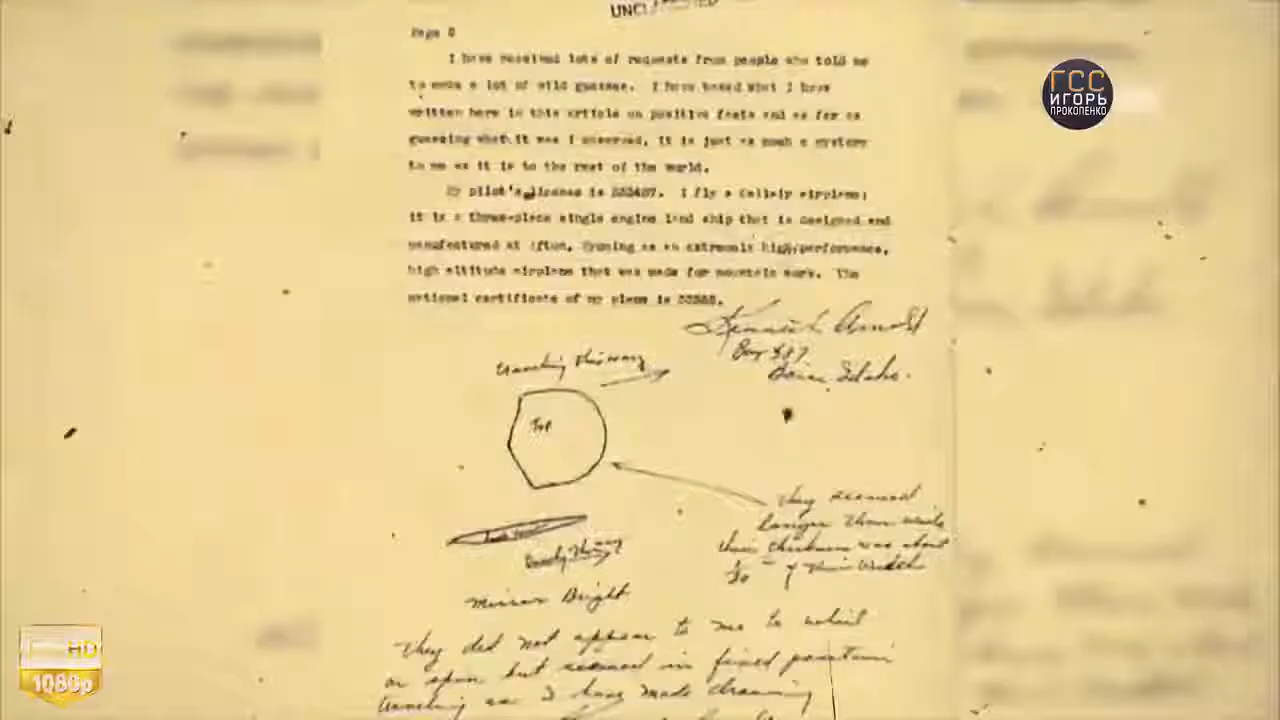 UNCLASSIFIED
Page 8
I have received lots of requests from people who told me
to make a lot of wild guesses. I have based what I have
written here in this article on positive facts and as far as
guessing what it was I observed, it is just as much a mystery
to me as it is to the rest of the world.
My pilot's license is 333487. I fly a Callair airplane;
it is a three-place single engine land ship that is designed and
manufactured at Afton, Wyoming as an extremely high performance,
high altitude airplane that was made for mountain work. The
national certificate of my plane is 33355.
Kenneth Arnold
Box 387
Boise Idaho.
traveling this way
Top
they seemed
longer than wide
their thickness was about
1/20 of their width
Mirror Bright
They did not appear to me to whirl
or spin but seemed in fixed position
traveling as I have made drawing
ГСС
ИГОРЬ
ПРОКОПЕНКО
HD
1080p